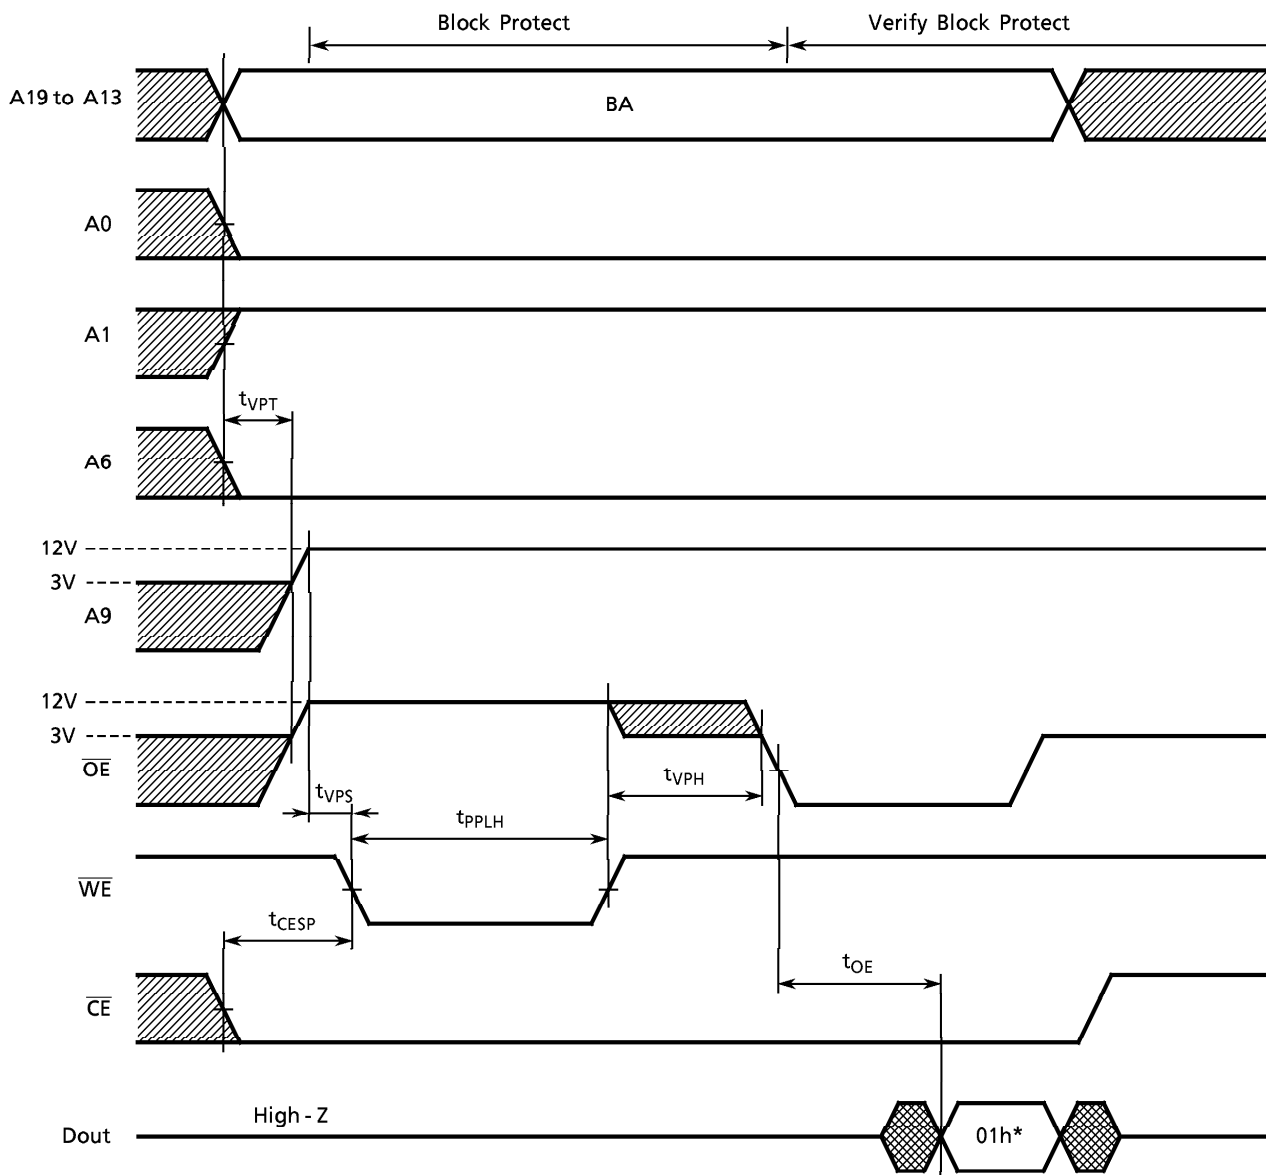 Block Protect
Verify Block Protect
A19 to A13
BA
A0
A1
tVPT
A6
12V
3V
A9
12V
3V
OE
tVPS
tVPH
tPPLH
WE
tCESP
tOE
CE
High - Z
Dout
01h*